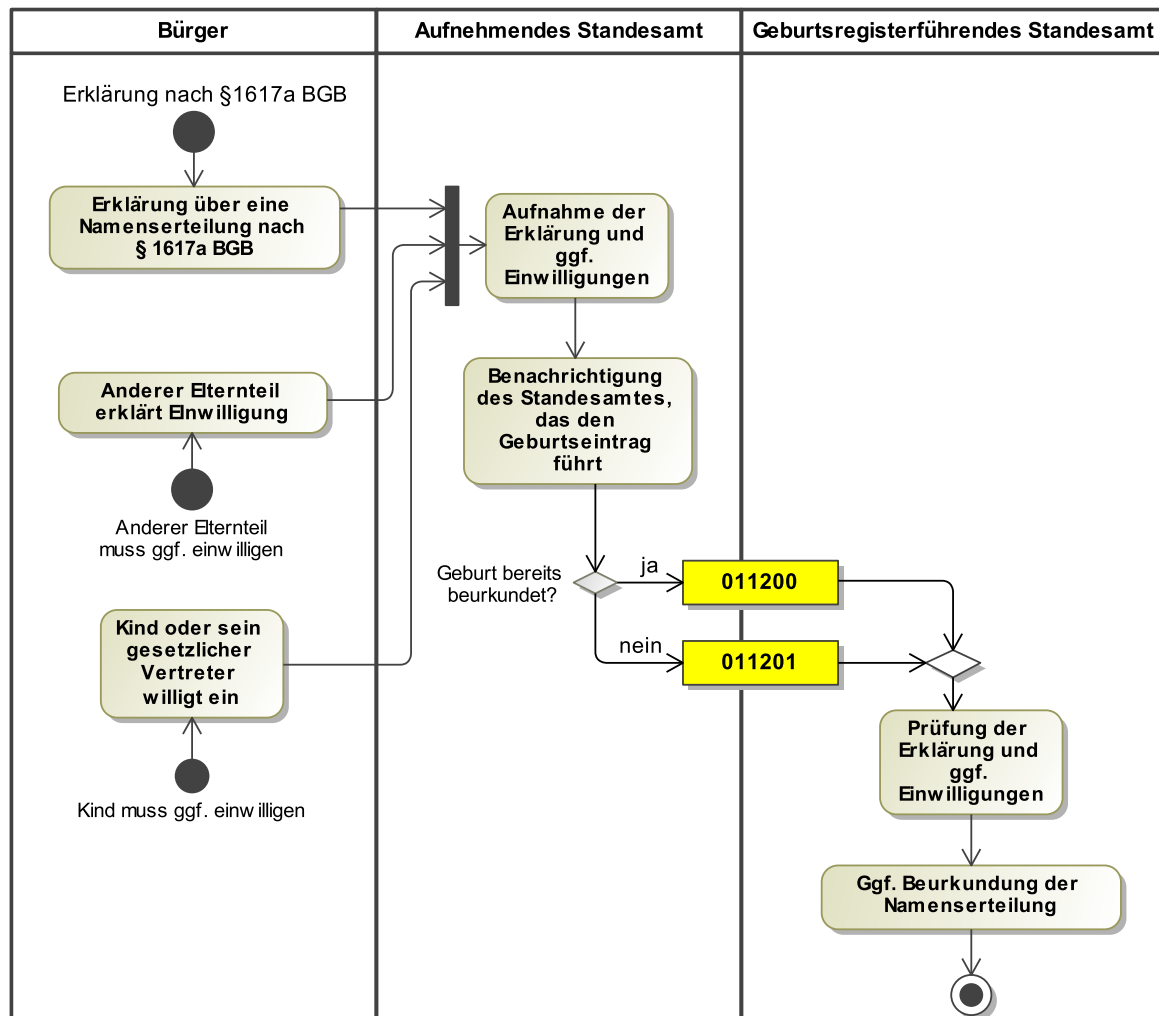 Bürger
Aufnehmendes Standesamt
Geburtsregisterführendes Standesamt
Erklärung nach §1617a BGB
Erklärung über eine
Namenserteilung nach
§ 1617a BGB
Anderer Elternteil
erklärt EInwilligung
Anderer Elternteil
muss ggf. einwilligen
Kind oder sein
gesetzlicher
Vertreter
willigt ein
Kind muss ggf. einwilligen
Aufnahme der
Erklärung und
ggf.
Einwilligungen
Benachrichtigung
des Standesamtes,
das den
Geburtseintrag
führt
Geburt bereits
beurkundet?
ja
nein
011200
011201
Prüfung der
Erklärung und
ggf.
Einwilligungen
Ggf. Beurkundung der
Namenserteilung